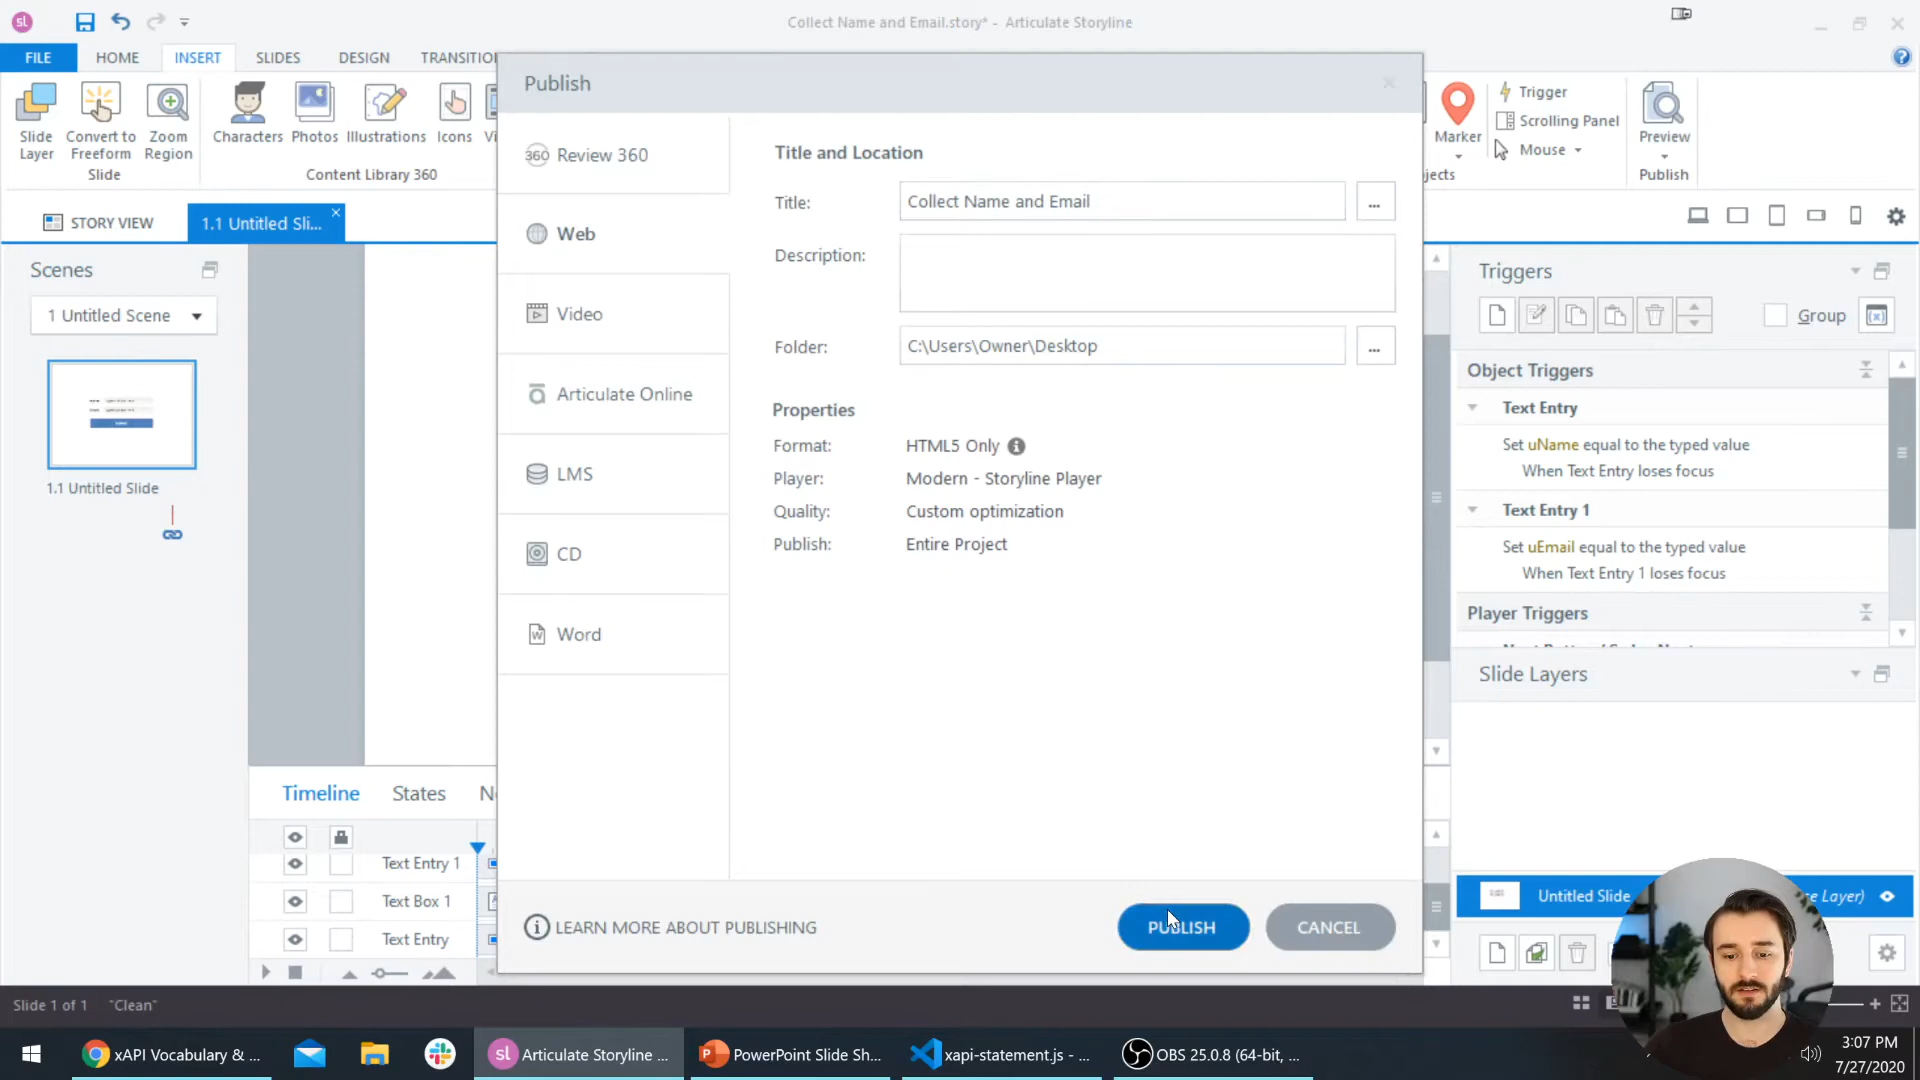 sl
Collect Name and Email.story* - Articulate Storyline
FILE HOME INSERT SLIDES DESIGN TRANSITIO
?
Slide Layer
Convert to Freeform
Zoom Region
Slide
Characters Photos Illustrations Icons Vi
Content Library 360
Marker
Trigger
Scrolling Panel
Mouse
jects
Preview
Publish
STORY VIEW
1.1 Untitled Sli...
Scenes
1 Untitled Scene
1.1 Untitled Slide
Publish
360 Review 360
Web
Video
Articulate Online
LMS
CD
W Word
Title and Location
Title: Collect Name and Email ...
Description:
Folder: C:\Users\Owner\Desktop ...
Properties
Format: HTML5 Only
Player: Modern - Storyline Player
Quality: Custom optimization
Publish: Entire Project
LEARN MORE ABOUT PUBLISHING
PUBLISH CANCEL
Triggers
Group
(x)
Object Triggers
Text Entry
Set uName equal to the typed value
When Text Entry loses focus
Text Entry 1
Set uEmail equal to the typed value
When Text Entry 1 loses focus
Player Triggers
Slide Layers
Untitled Slide
e Layer)
Timeline States N
Text Entry 1
Text Box 1
Text Entry
Slide 1 of 1 "Clean"
xAPI Vocabulary & ...
sl Articulate Storyline ...
P PowerPoint Slide Sh...
xapi-statement.js - ...
OBS 25.0.8 (64-bit, ...
3:07 PM
7/27/2020